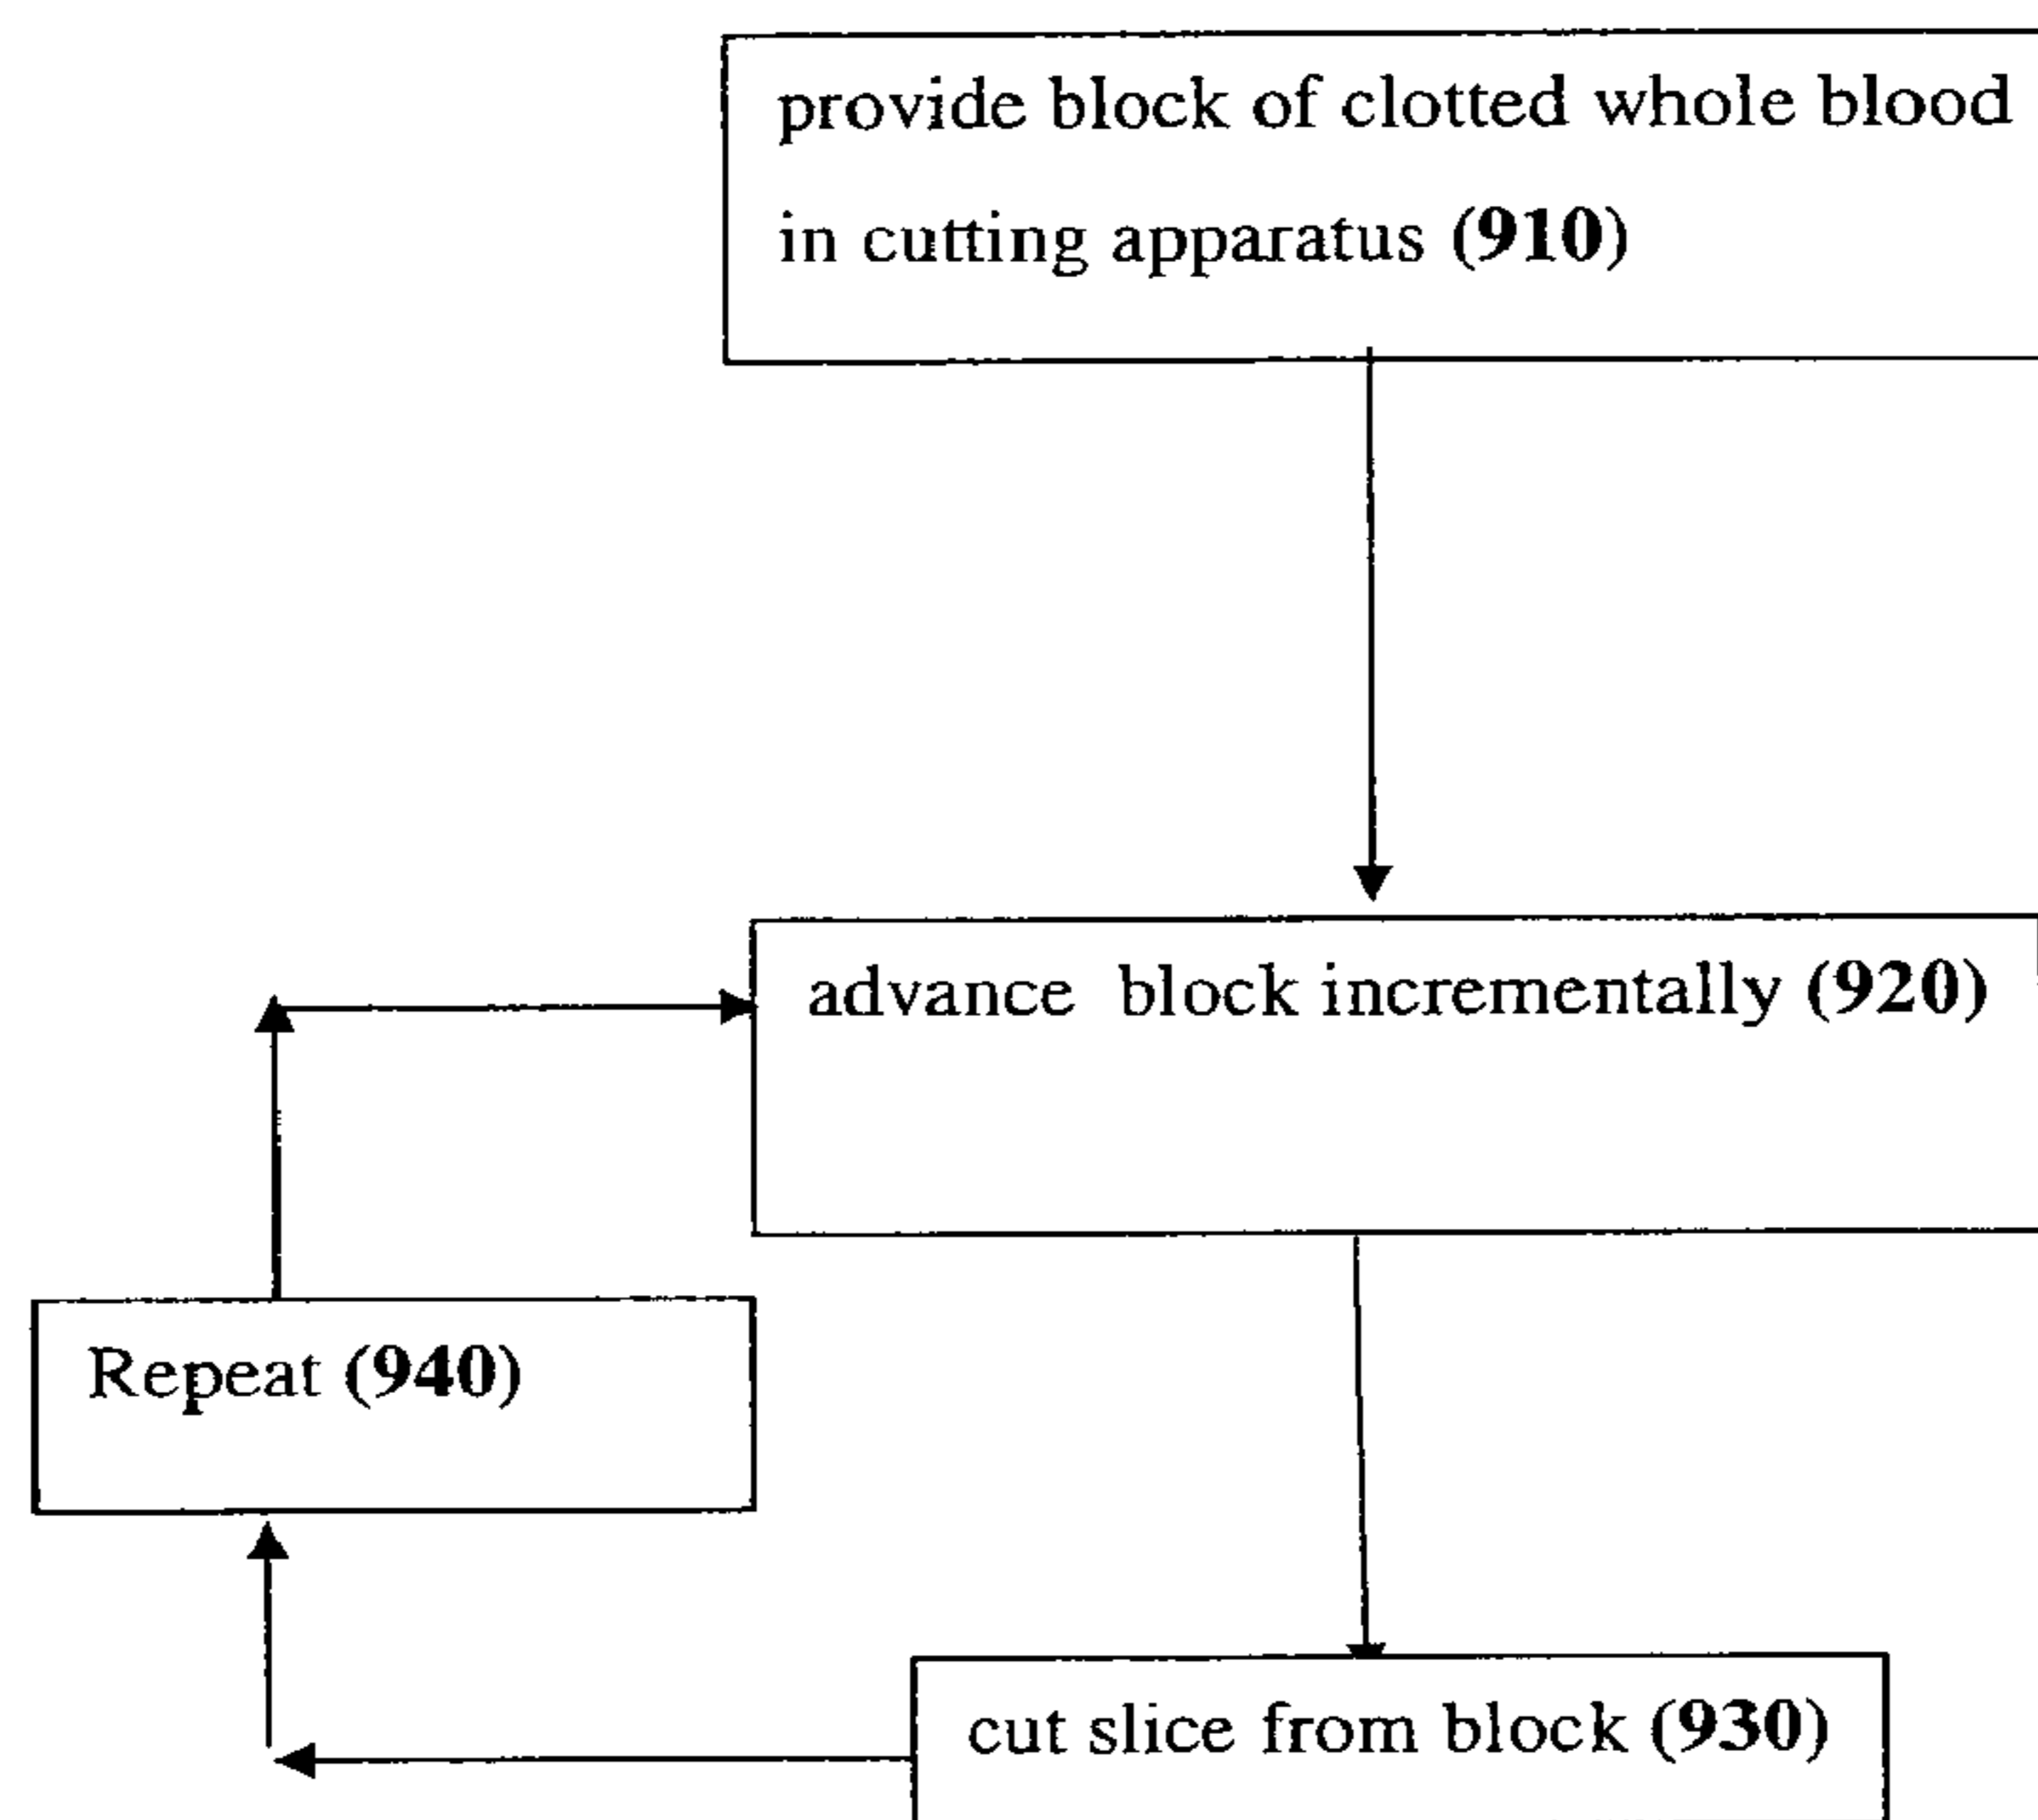 provide block of clotted whole blood
in cutting apparatus (910)
advance block incrementally (920)
Repeat (940)
cut slice from block (930)